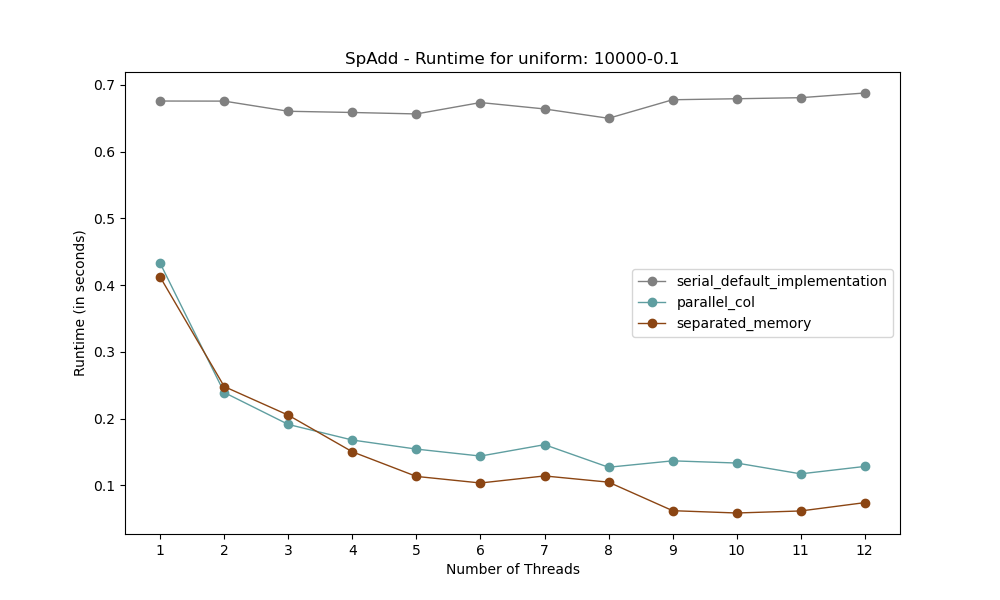 SpAdd - Runtime for uniform: 10000-0.1
Runtime (in seconds)
0.7
0.6
0.5
0.4
0.3
0.2
0.1
serial_default_implementation
parallel_col
separated_memory
1 2 3 4 5 6 7 8 9 10 11 12
Number of Threads